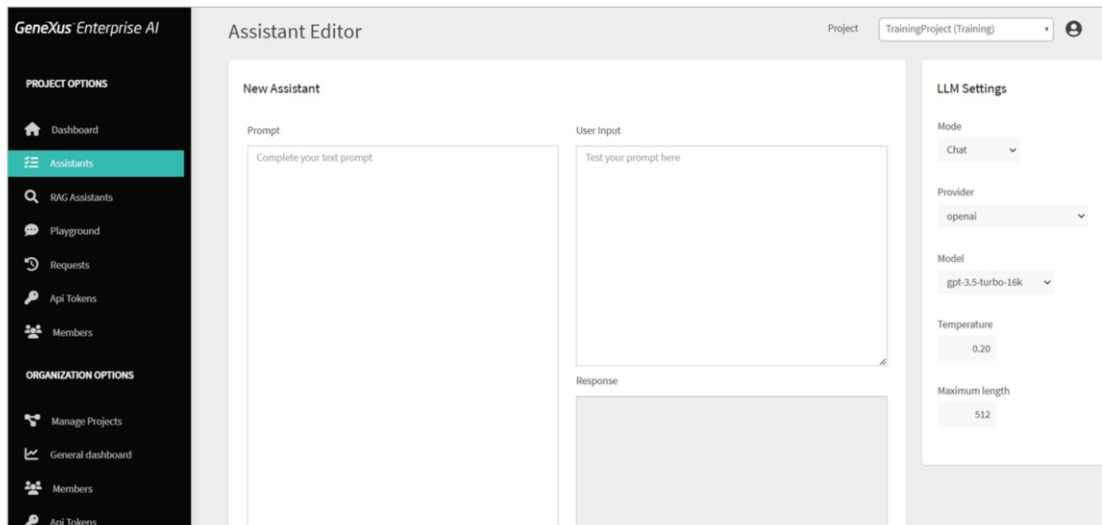 GeneXus Enterprise AI
PROJECT OPTIONS
Dashboard
Assistants
RAG Assistants
Playground
Requests
Api Tokens
Members
ORGANIZATION OPTIONS
Manage Projects
General dashboard
Members
Api Tokens
Assistant Editor
Project
TrainingProject (Training)
New Assistant
Prompt
Complete your text prompt
User Input
Test your prompt here
Response
LLM Settings
Mode
Chat
Provider
openai
Model
gpt-3.5-turbo-16k
Temperature
0.20
Maximum length
512